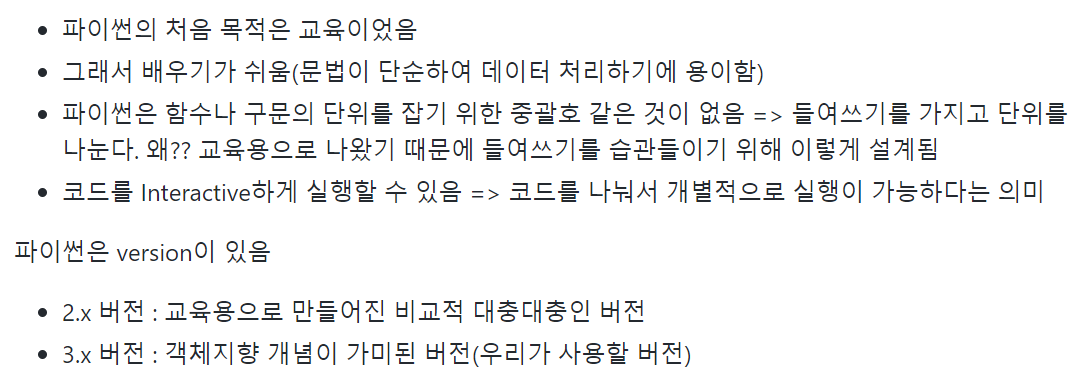 • 파이썬의 처음 목적은 교육이었음
• 그래서 배우기가 쉬움(문법이 단순하여 데이터 처리하기에 용이함)
• 파이썬은 함수나 구문의 단위를 잡기 위한 중괄호 같은 것이 없음 => 들여쓰기를 가지고 단위를
나눈다. 왜?? 교육용으로 나왔기 때문에 들여쓰기를 습관들이기 위해 이렇게 설계됨
• 코드를 Interactive하게 실행할 수 있음 => 코드를 나눠서 개별적으로 실행이 가능하다는 의미
파이썬은 version이 있음
• 2.x 버전 : 교육용으로 만들어진 비교적 대충대충인 버전
• 3.x 버전 : 객체지향 개념이 가미된 버전(우리가 사용할 버전)